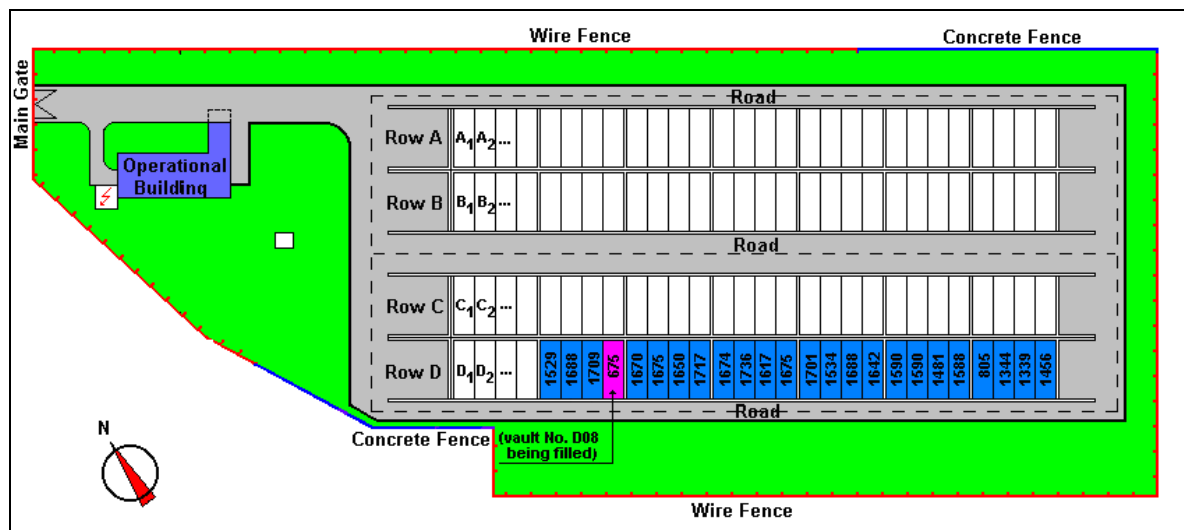 Wire Fence
Concrete Fence
Main Gate
Road
Row A
A1 A2 ...
Operational
Building
Row B
B1 B2 ...
Road
Row C
C1 C2 ...
Row D
D1 D2 ...
1529
1688
1709
675
1670
1675
1650
1717
1674
1736
1617
1675
1701
1534
1688
1642
1590
1590
1481
1588
805
1344
1339
1456
Road
Concrete Fence
(vault No. D08
being filled)
N
Wire Fence